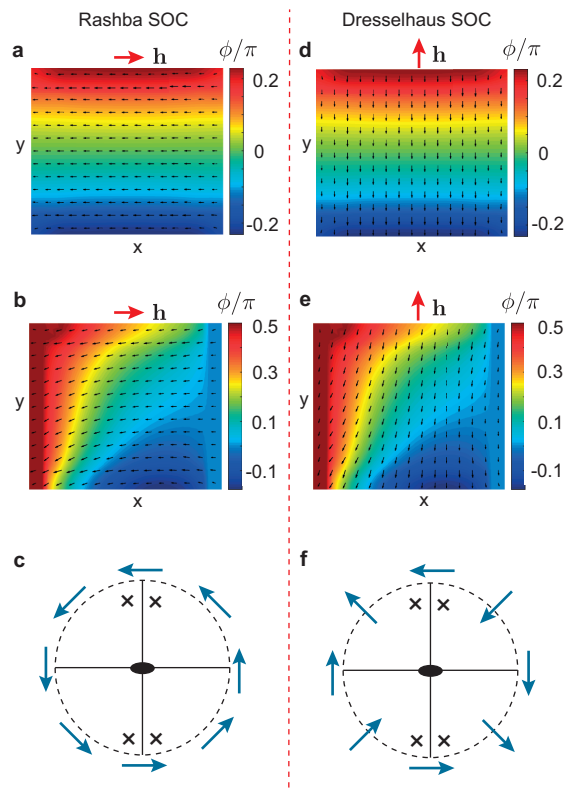 Rashba SOC
Dresselhaus SOC
a
h
ϕ/π
0.2
0
-0.2
y
x
d
h
ϕ/π
0.2
0
-0.2
y
x
b
h
ϕ/π
0.5
0.3
0.1
-0.1
y
x
e
h
ϕ/π
0.5
0.3
0.1
-0.1
y
x
c
f